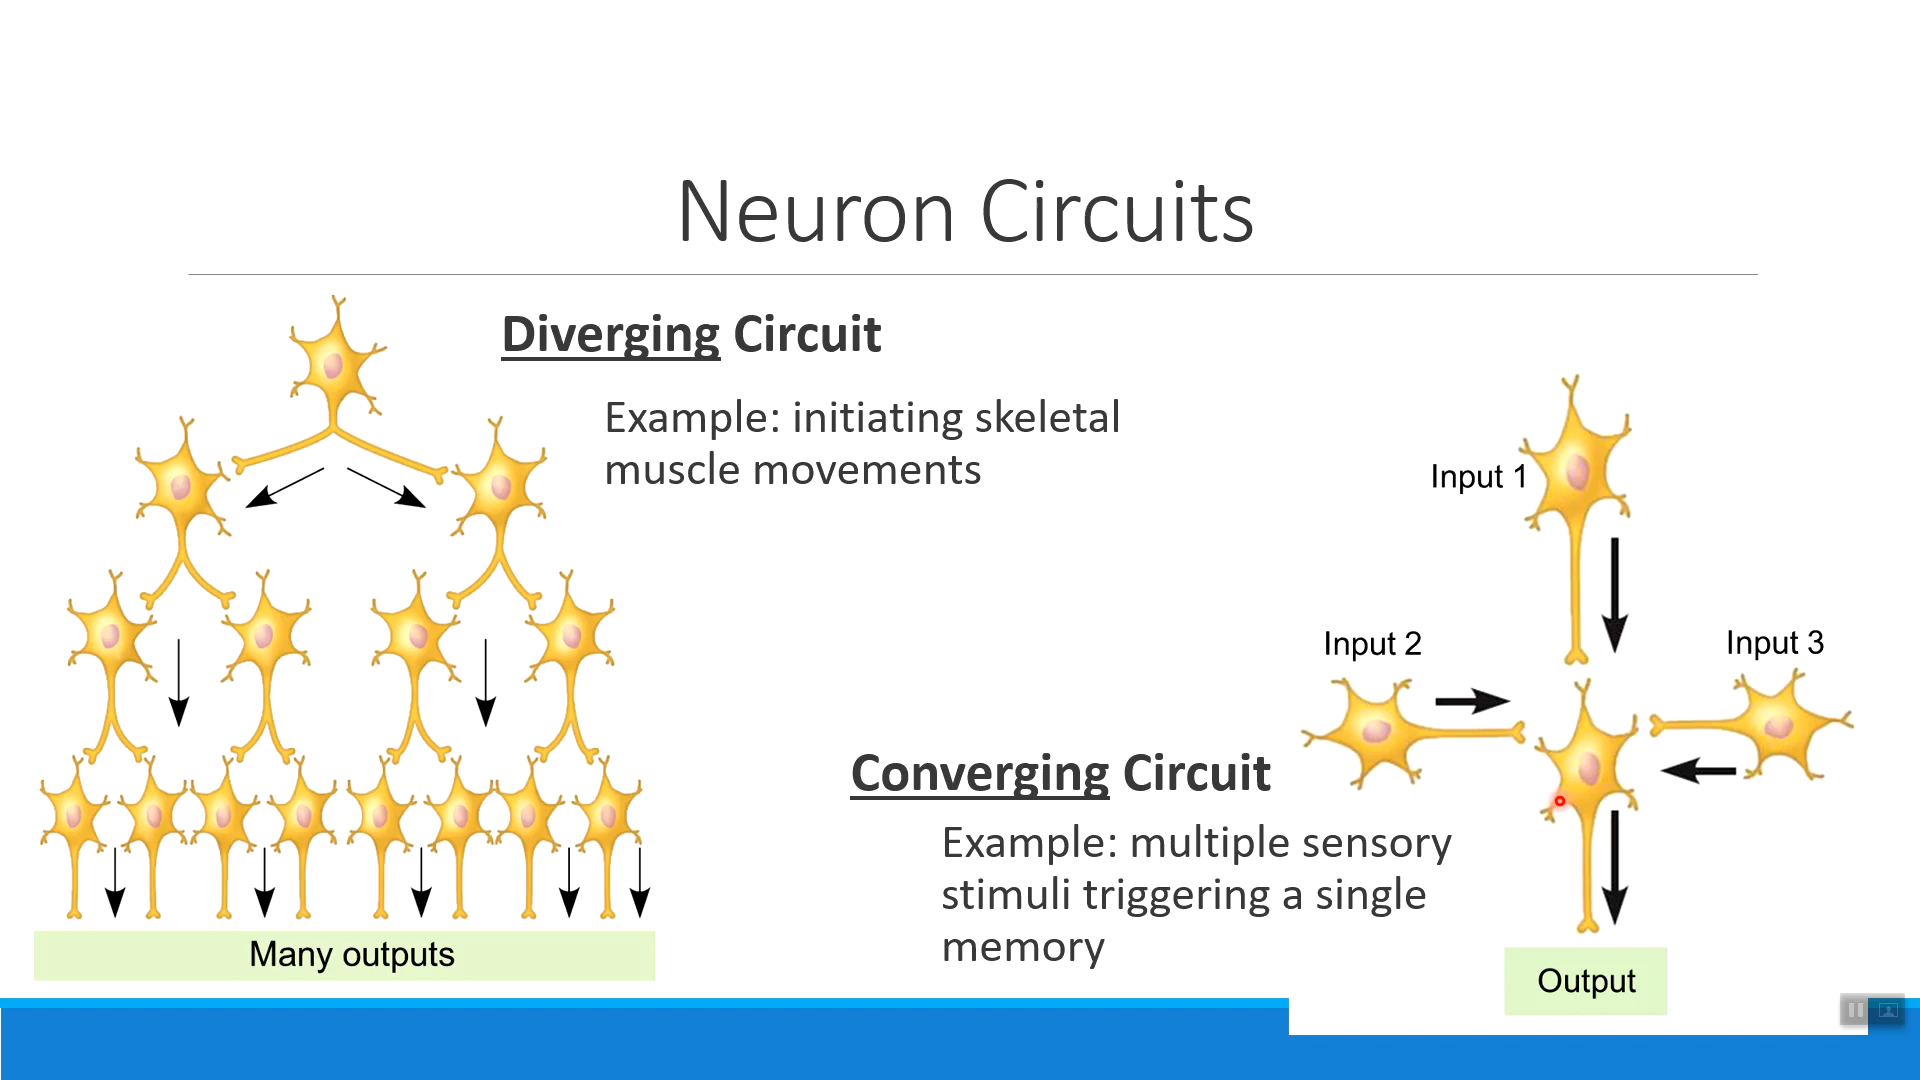 Neuron Circuits
Diverging Circuit
Example: initiating skeletal
muscle movements
Many outputs
Converging Circuit
Example: multiple sensory
stimuli triggering a single
memory
Input 1
Input 2
Input 3
Output